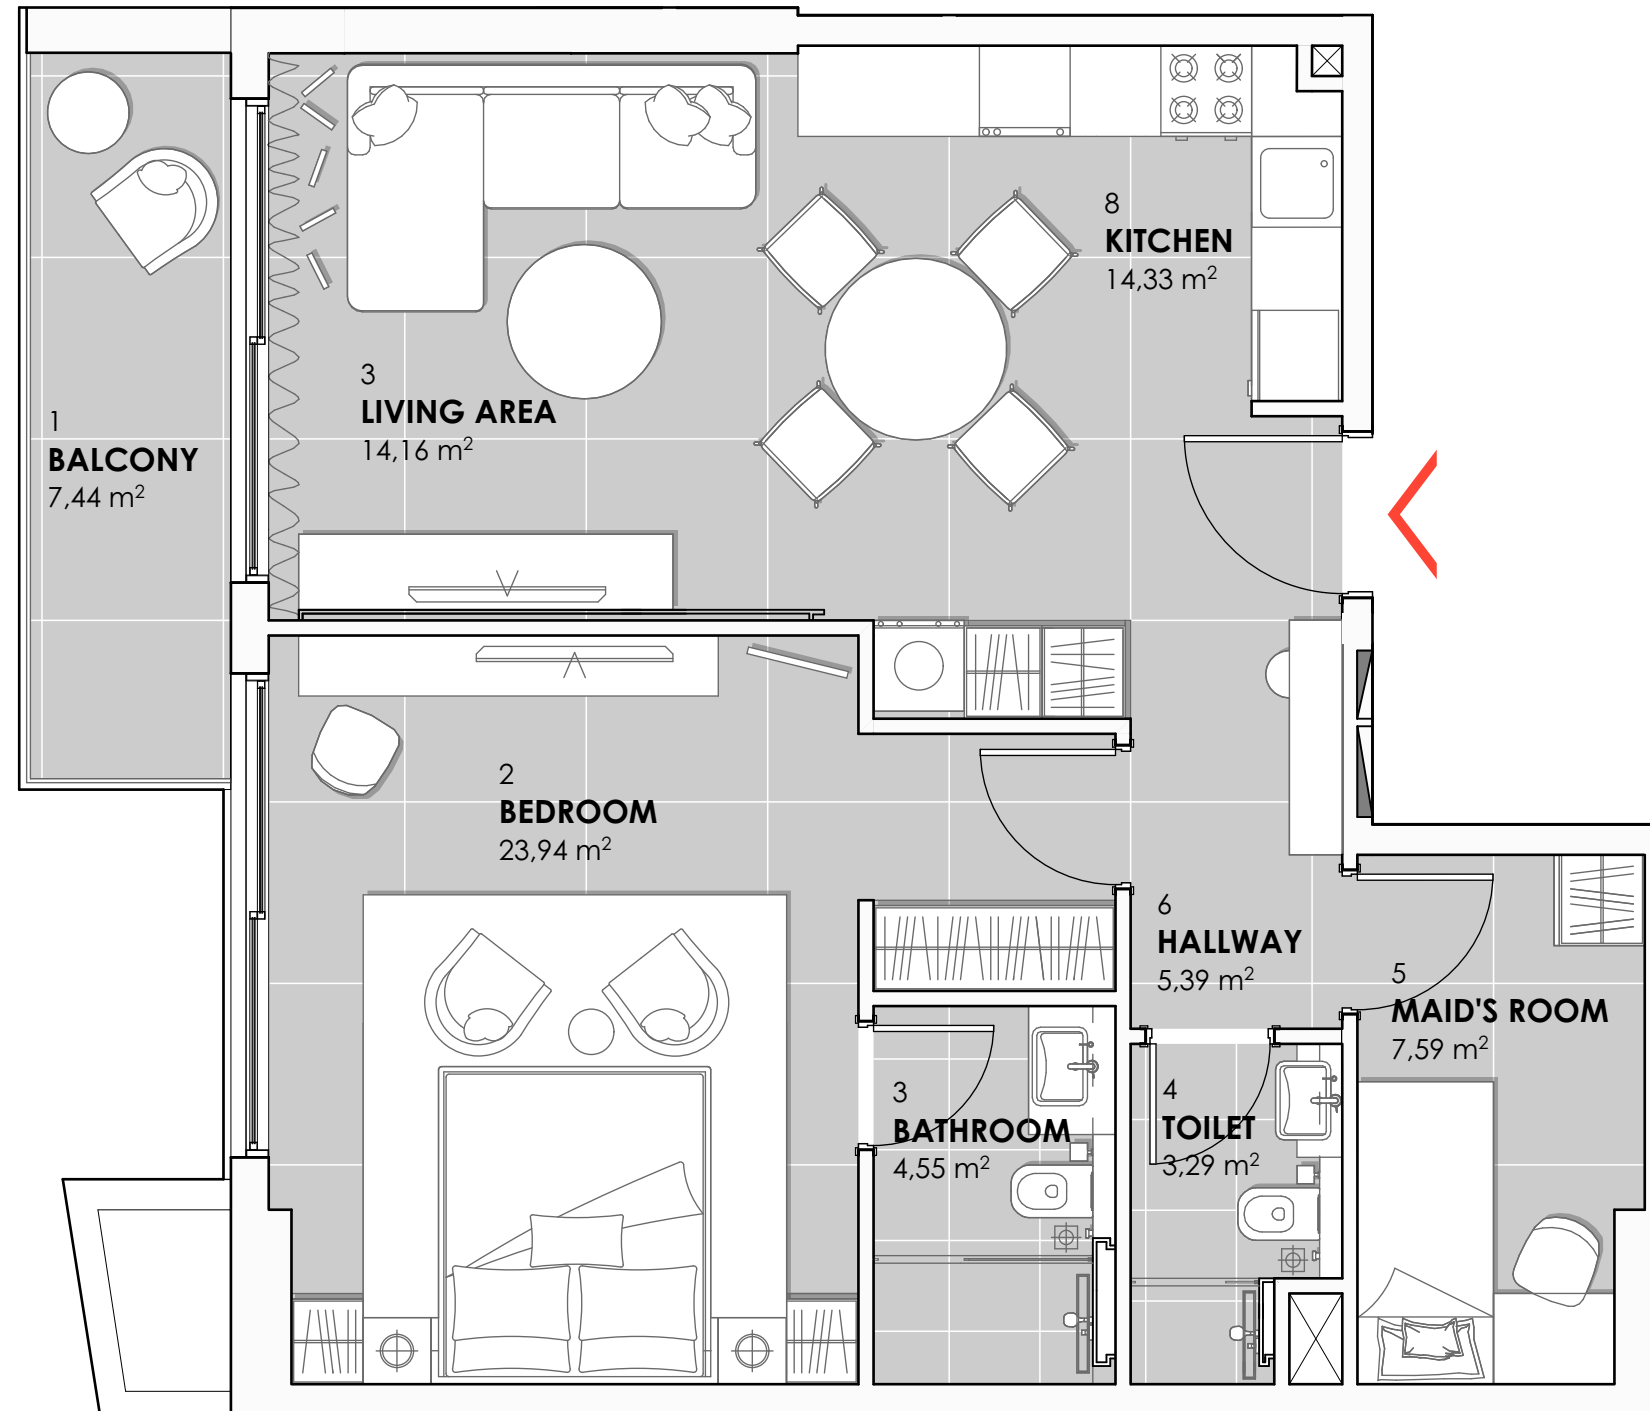 8
KITCHEN
14,33 m²
3
LIVING AREA
14,16 m²
1
BALCONY
7,44 m²
2
BEDROOM
23,94 m²
6
HALLWAY
5,39 m²
5
MAID'S ROOM
7,59 m²
3
BATHROOM
4,55 m²
4
TOILET
3,29 m²